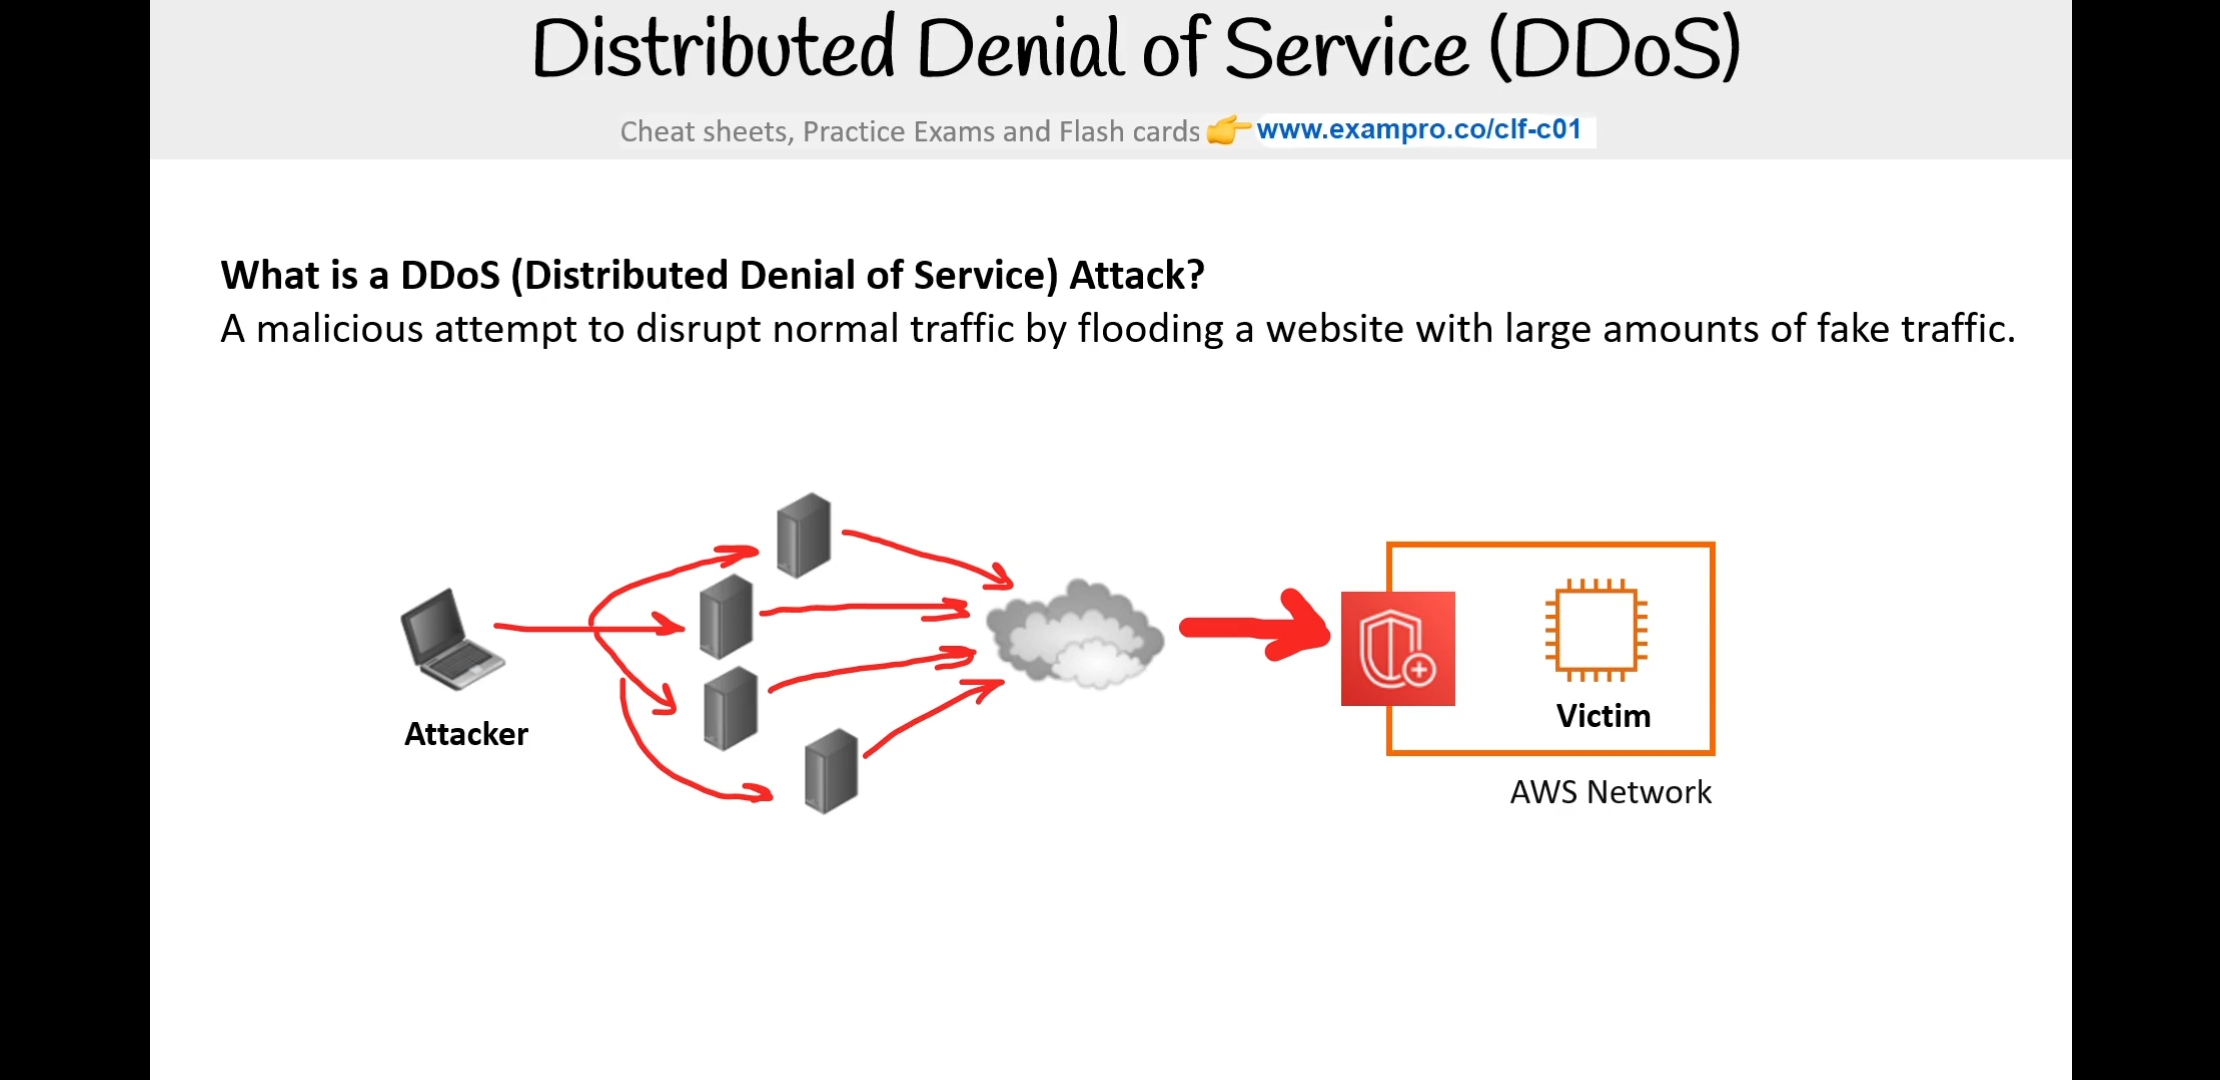 Distributed Denial of Service (DDoS)
Cheat sheets, Practice Exams and Flash cards 👉 www.exampro.co/clf-c01
What is a DDoS (Distributed Denial of Service) Attack?
A malicious attempt to disrupt normal traffic by flooding a website with large amounts of fake traffic.
Attacker
Victim
AWS Network